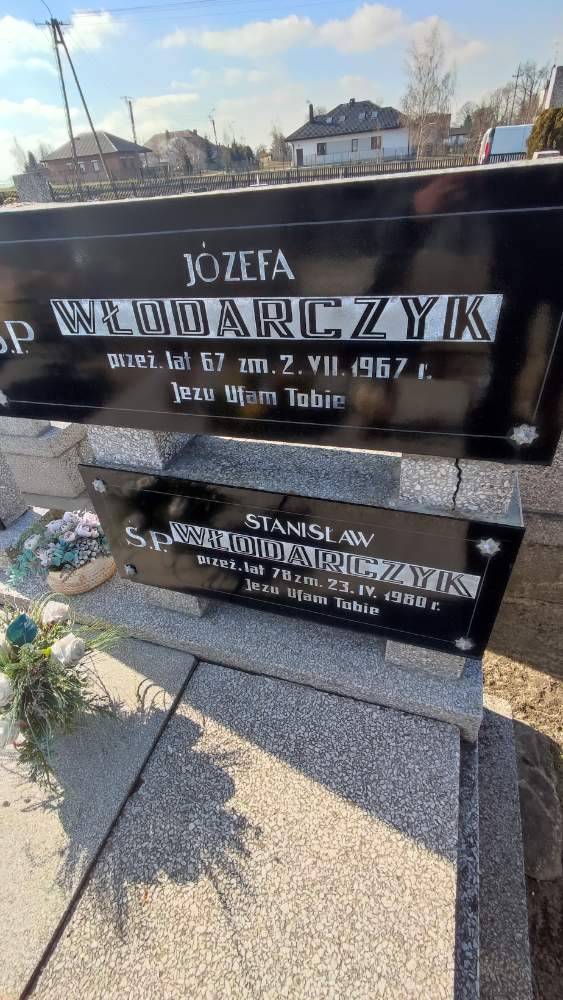 JÓZEFA
Ś.P. WŁODARCZYK
przeż. lat 67 zm. 2. VII. 1967 r.
Jezu Ufam Tobie
STANISŁAW
Ś.P. WŁODARCZYK
przeż. lat 78 zm. 23. IV. 1980 r.
Jezu Ufam Tobie